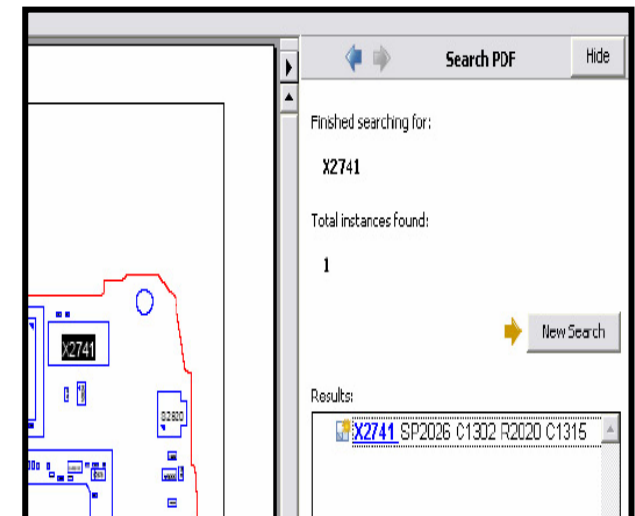 Search PDF
Hide
Finished searching for:
X2741
Total instances found:
1
New Search
Results:
X2741 SP2026 C1302 R2020 C1315
X2741